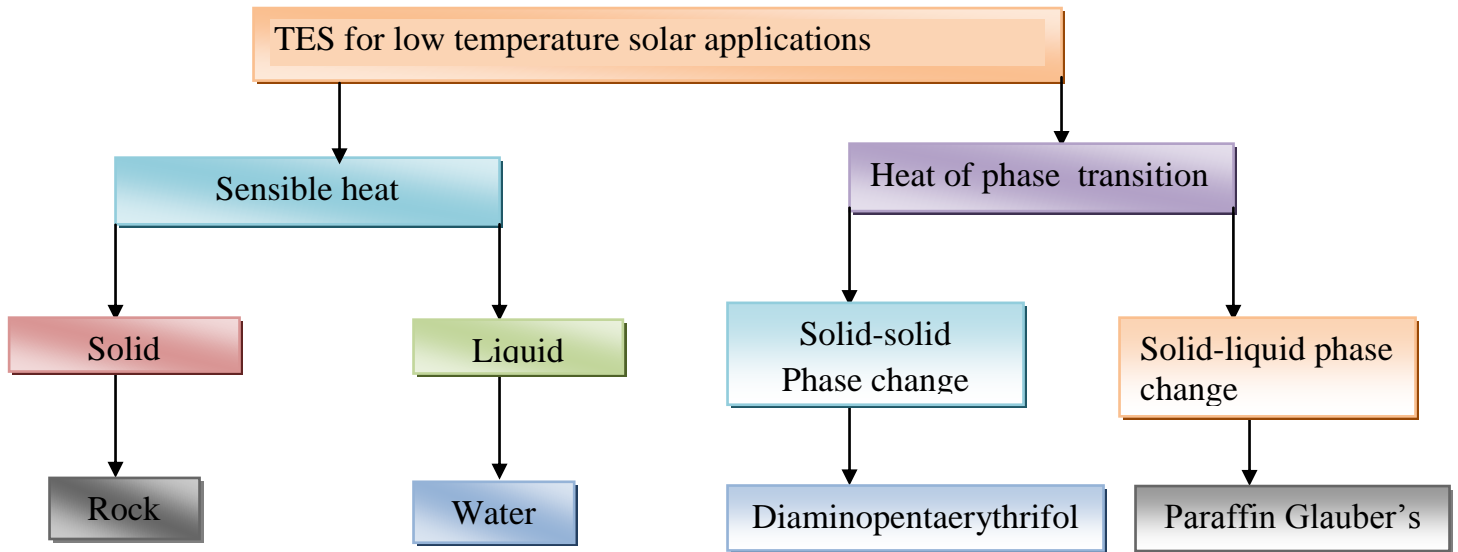 TES for low temperature solar applications
Sensible heat
Heat of phase transition
Solid
Liquid
Solid-solid
Phase change
Solid-liquid phase
change
Rock
Water
Diaminopentaerythrifol
Paraffin Glauber’s